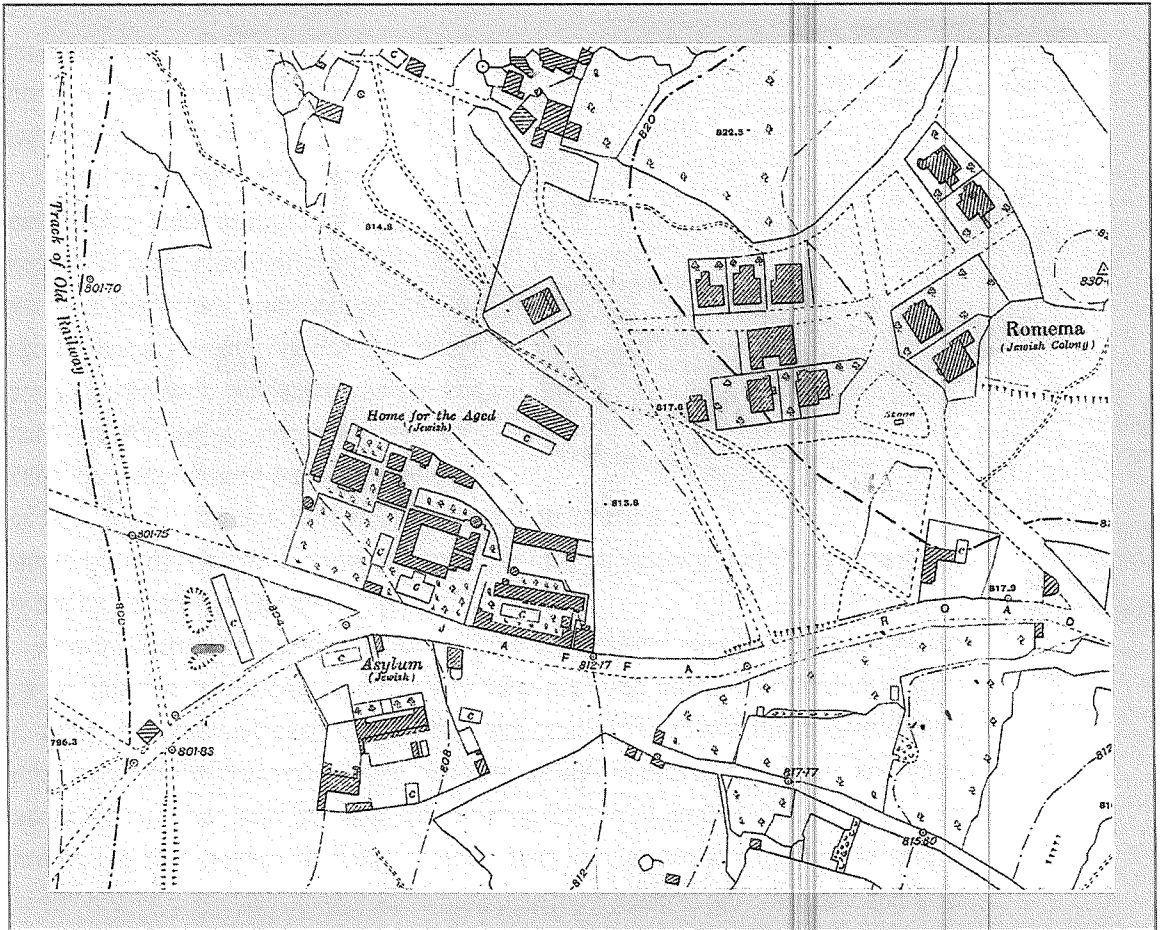 C
820
822.3
814.8
Track of Old Railway
801·70
Romema
(Jewish Colony)
Home for the Aged
(Jewish)
C
817.6
Stone
813.8
801·75
C
C
C
C
C
817.9
800
804
J A F F A R O A D
812·17
C
Asylum
(Jewish)
C
808
796.3
801·83
C
817·17
815·80
812